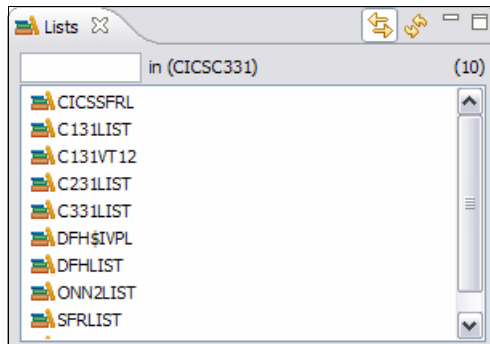 Lists
in (CICSC331) (10)
CICSSFRL
C131LIST
C131VT12
C231LIST
C331LIST
DFH$IVPL
DFHLIST
ONN2LIST
SFRLIST